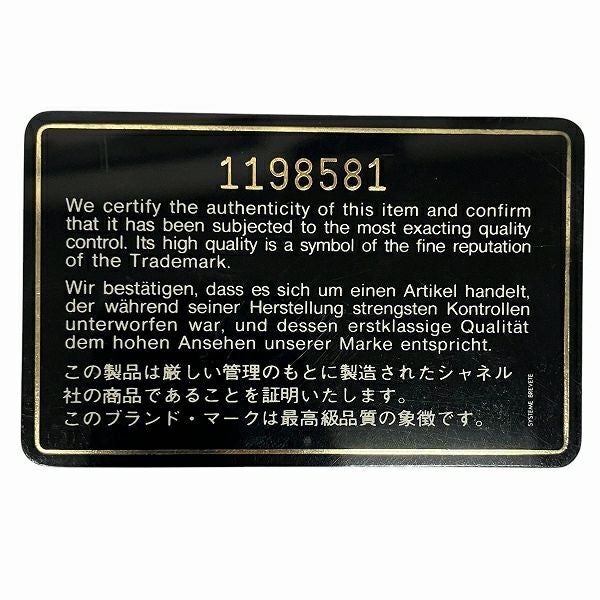 1198581
We certify the authenticity of this item and confirm
that it has been subjected to the most exacting quality
control. Its high quality is a symbol of the fine reputation
of the Trademark.
Wir bestätigen, dass es sich um einen Artikel handelt,
der während seiner Herstellung strengsten Kontrollen
unterworfen war, und dessen erstklassige Qualität
dem hohen Ansehen unserer Marke entspricht.
この製品は厳しい管理のもとに製造されたシャネル
社の商品であることを証明いたします。
このブランド・マークは最高級品質の象徴です。
SYSTEME BREVETE